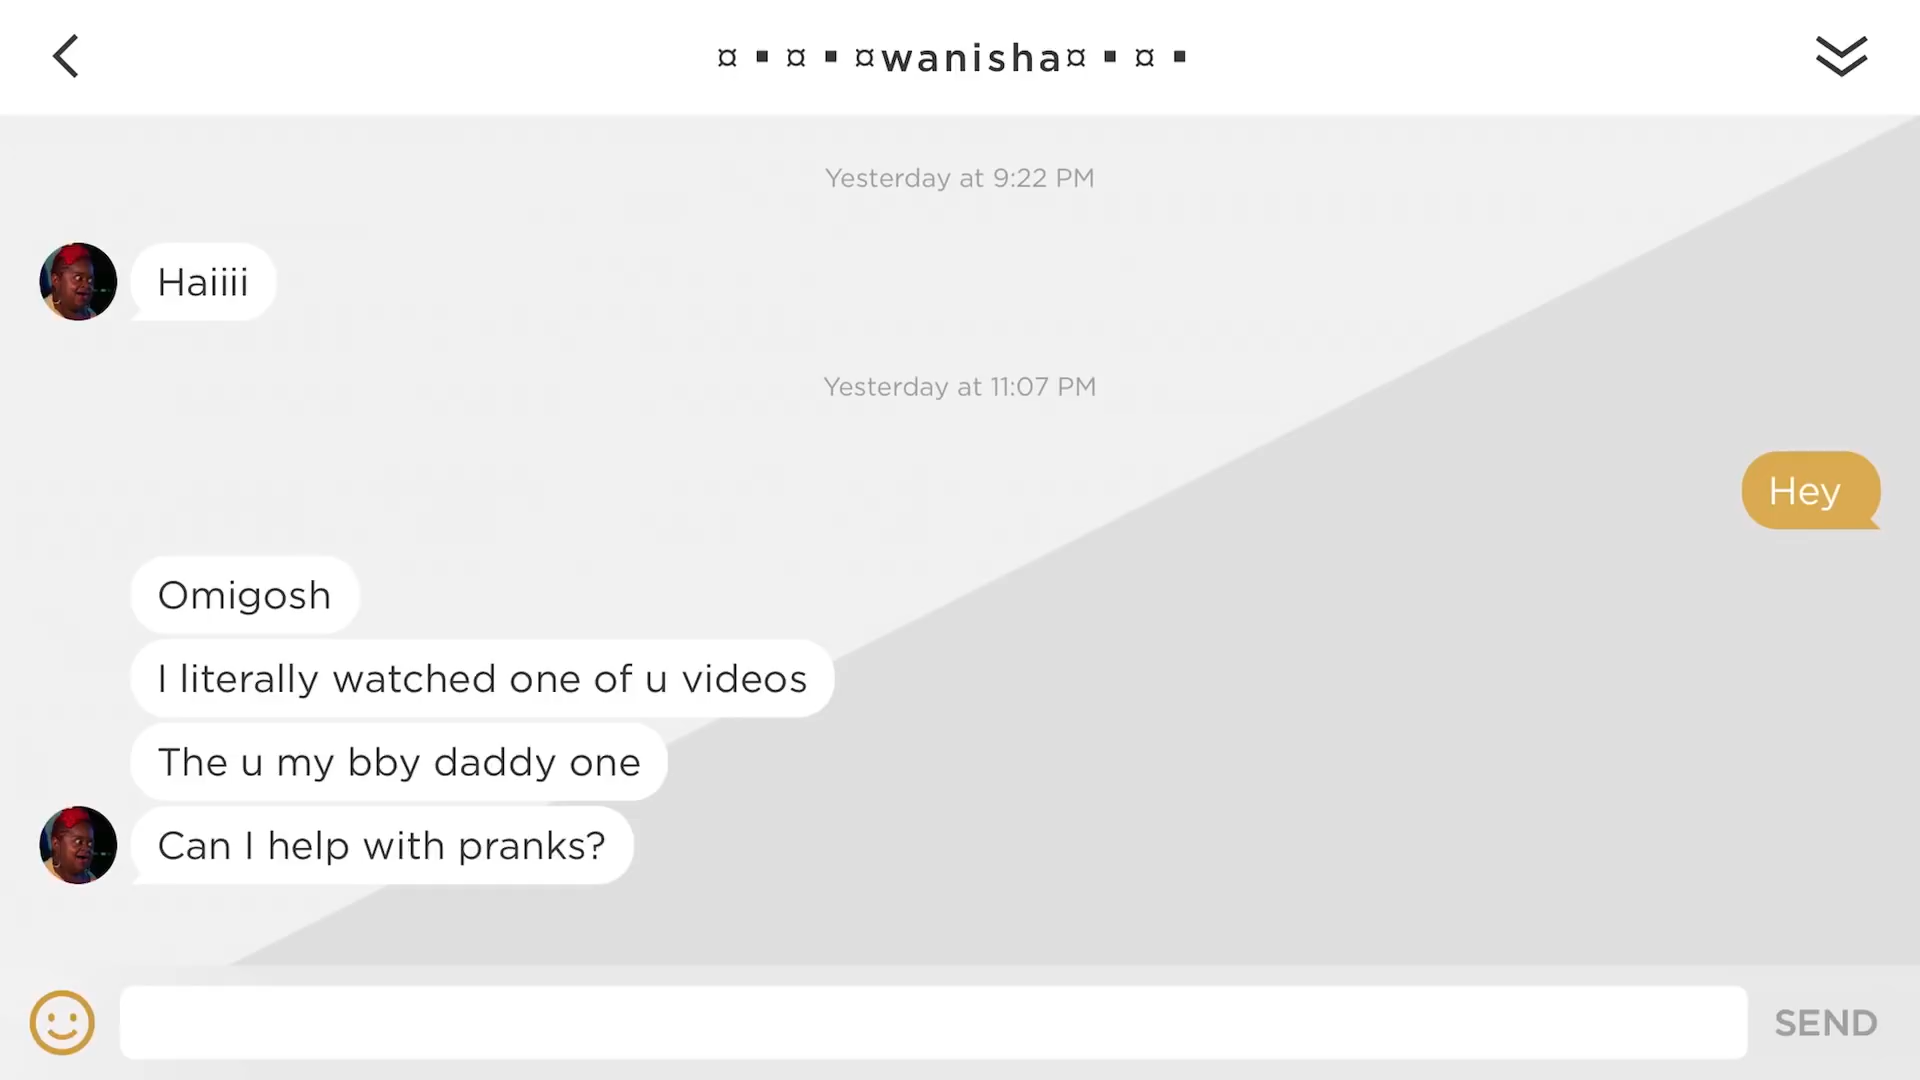 ¤▪¤▪¤wanisha¤▪¤▪
Yesterday at 9:22 PM
Haiiii
Yesterday at 11:07 PM
Hey
Omigosh
I literally watched one of u videos
The u my bby daddy one
Can I help with pranks?
SEND